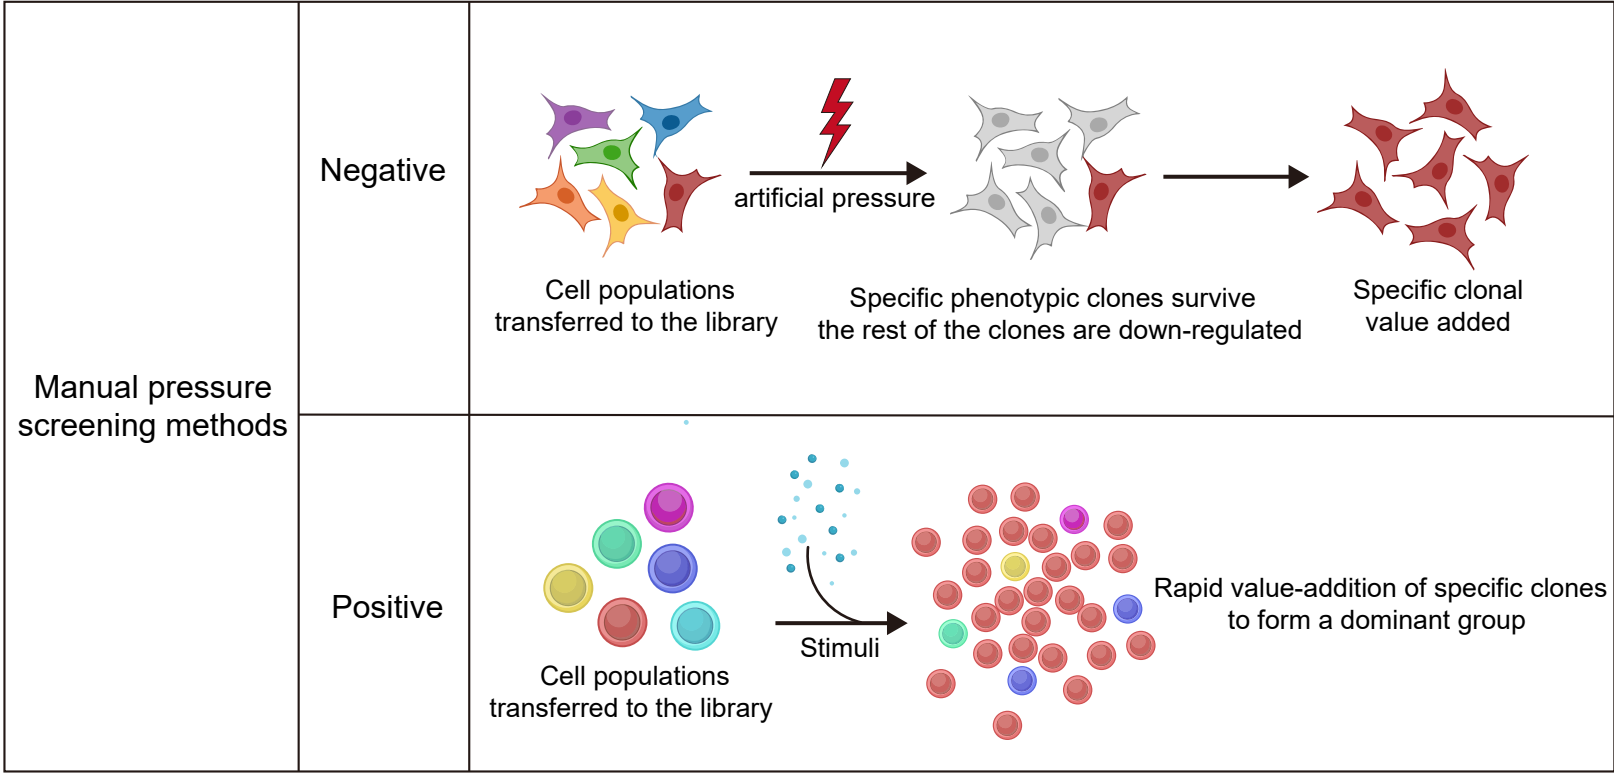 Manual pressure
screening methods
Negative
artificial pressure
Cell populations
transferred to the library
Specific phenotypic clones survive
the rest of the clones are down-regulated
Specific clonal
value added
Positive
Stimuli
Cell populations
transferred to the library
Rapid value-addition of specific clones
to form a dominant group